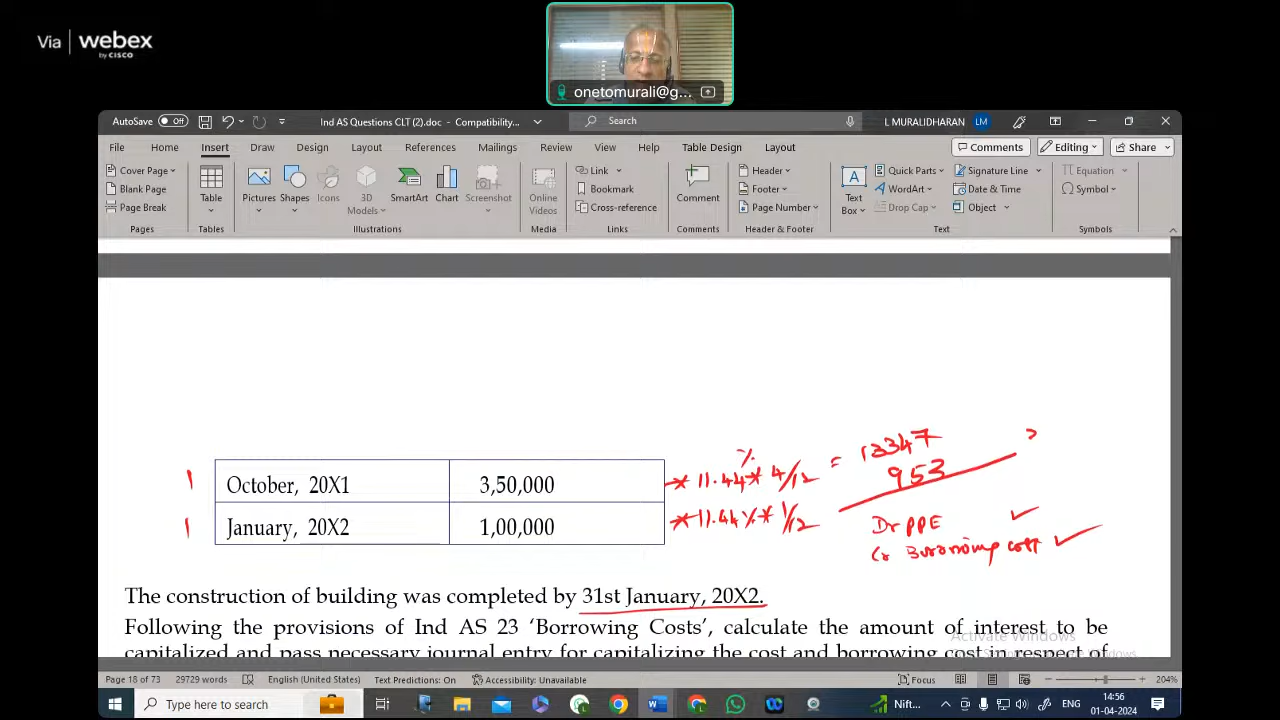 Via webex
by CISCO
onetomurali@g...
AutoSave Off Ind AS Questions CLT (2).doc - Compatibility... Search L MURALIDHARAN LM
File Home Insert Draw Design Layout References Mailings Review View Help Table Design Layout Comments Editing Share
Cover Page
Blank Page
Page Break
Table
Pictures Shapes Icons 3D Models SmartArt Chart Screenshot
Online Videos
Link
Bookmark
Cross-reference
Comment
Header
Footer
Page Number
Text Box
Quick Parts
WordArt
Drop Cap
Signature Line
Date & Time
Object
Equation
Symbol
Pages Tables Illustrations Media Links Comments Header & Footer Text Symbols
1 October, 20X1 3,50,000 * 11.44% * 4/12 = 13347
1 January, 20X2 1,00,000 * 11.44% * 1/12 953
Dr PPE
Cr Borrowing cost
The construction of building was completed by 31st January, 20X2.
Following the provisions of Ind AS 23 ‘Borrowing Costs’, calculate the amount of interest to be
capitalized and pass necessary journal entry for capitalizing the cost and borrowing cost in respect of
Activate Windows
Page 18 of 73 29729 words English (United States) Text Predictions: On Accessibility: Unavailable Focus 204%
Type here to search Nift... ENG 14:56
01-04-2024